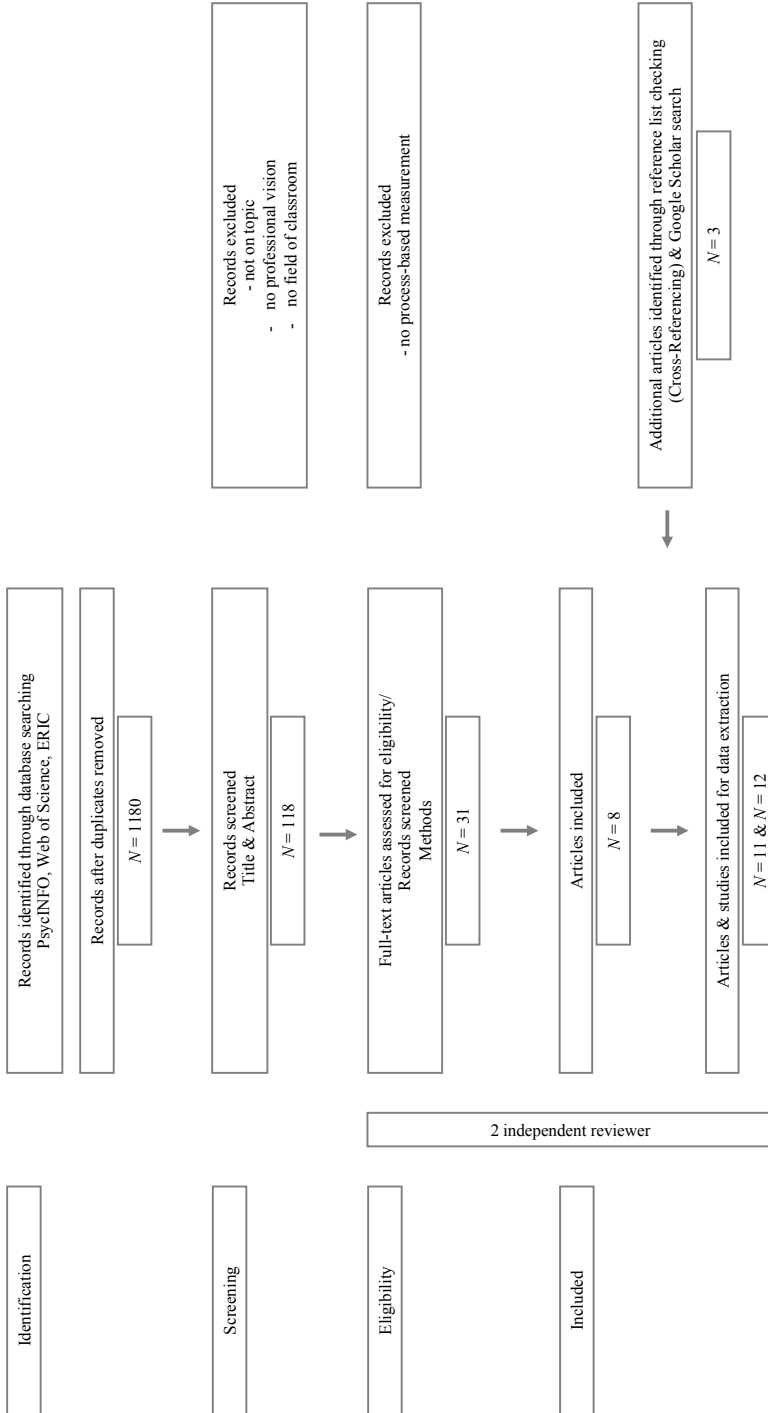 Identification
Records identified through database searching
PsycINFO, Web of Science, ERIC
Records after duplicates removed
N = 1180
Screening
Records screened
Title & Abstract
N = 118
Records excluded
- not on topic
- no professional vision
- no field of classroom
Eligibility
2 independent reviewer
Full-text articles assessed for eligibility/
Records screened
Methods
N = 31
Records excluded
- no process-based measurement
Included
Articles included
N = 8
Additional articles identified through reference list checking
(Cross-Referencing) & Google Scholar search
N = 3
Articles & studies included for data extraction
N = 11 & N = 12